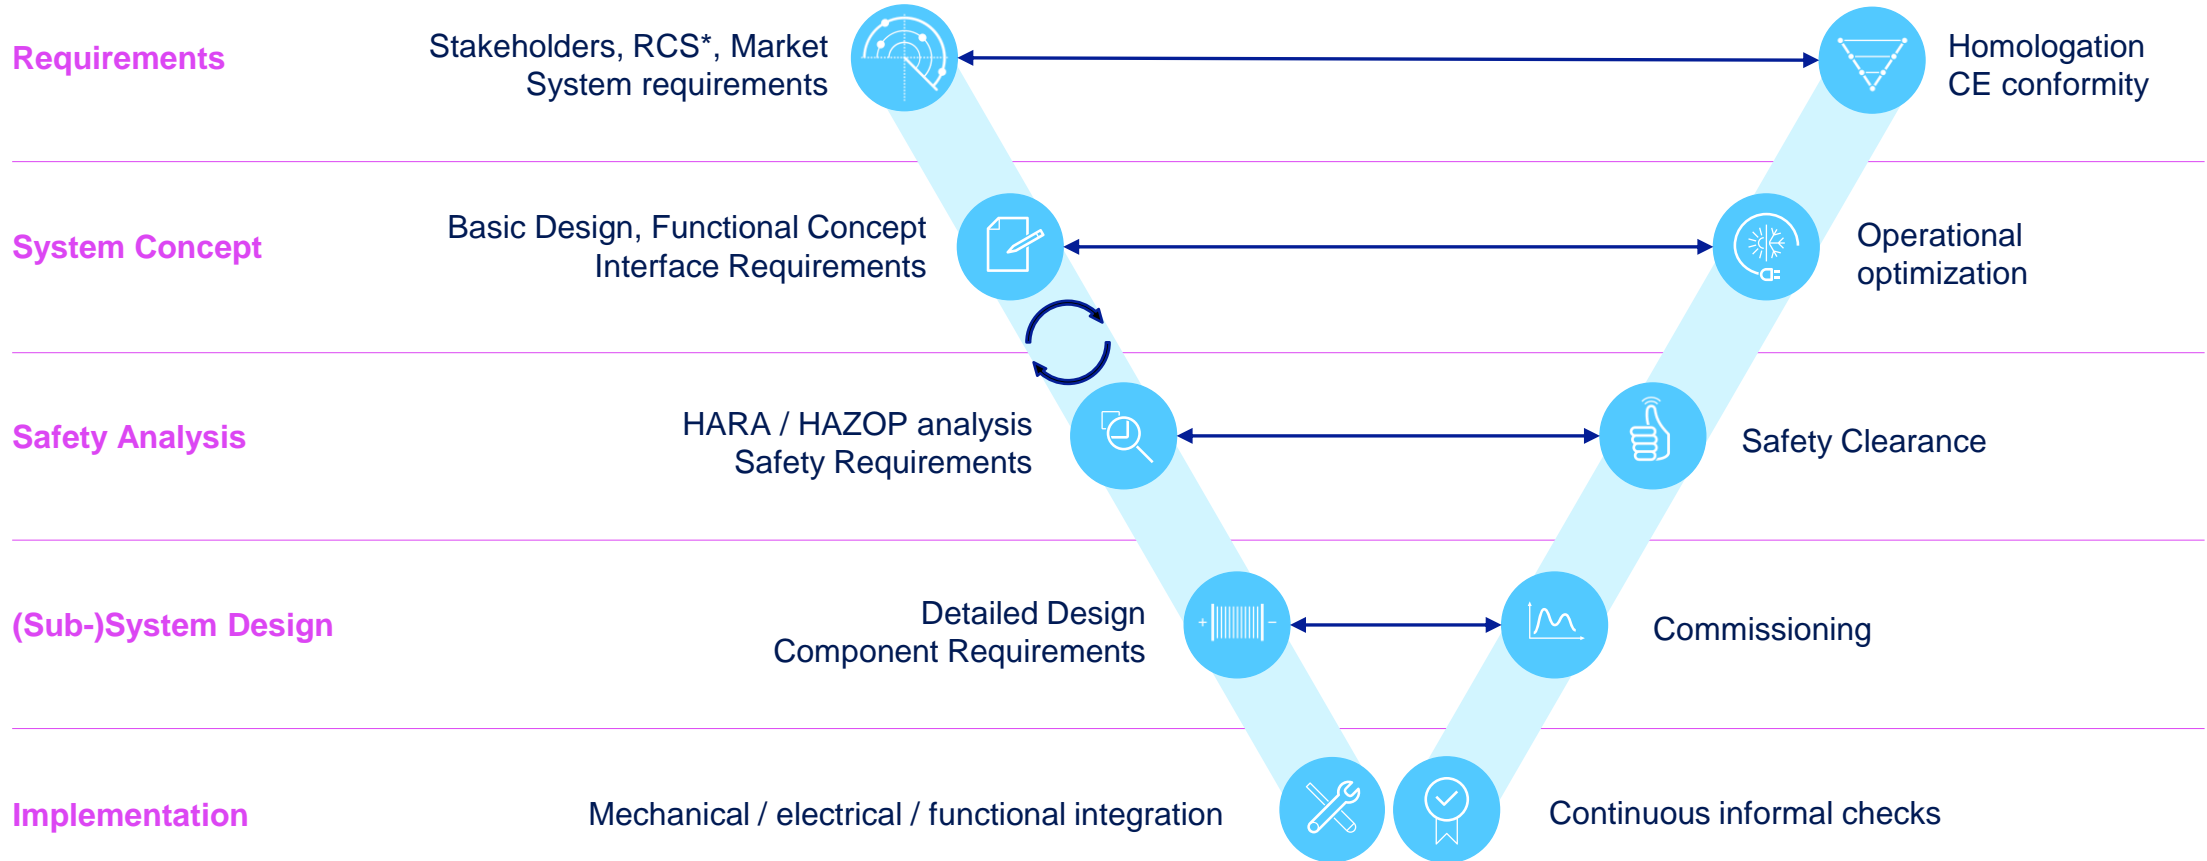 Requirements
Stakeholders, RCS*, Market
System requirements
Homologation
CE conformity
System Concept
Basic Design, Functional Concept
Interface Requirements
Operational
optimization
Safety Analysis
HARA / HAZOP analysis
Safety Requirements
Safety Clearance
(Sub-)System Design
Detailed Design
Component Requirements
+ −
Commissioning
Implementation
Mechanical / electrical / functional integration
Continuous informal checks